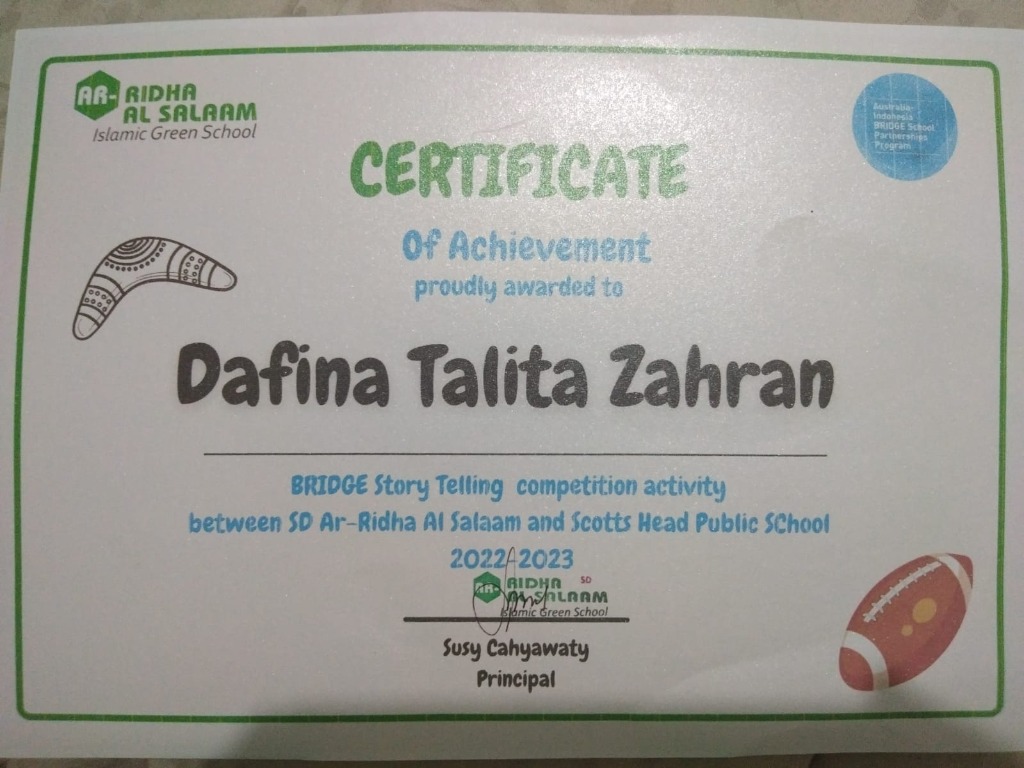 AR-RIDHA
AL SALAAM
Islamic Green School
Australia-
Indonesia
BRIDGE School
Partnerships
Program
CERTIFICATE
Of Achievement
proudly awarded to
Dafina Talita Zahran
BRIDGE Story Telling competition activity
between SD Ar-Ridha Al Salaam and Scotts Head Public SChool
2022/2023
SD
AR-RIDHA
AL SALAAM
Islamic Green School
Susy Cahyawaty
Principal